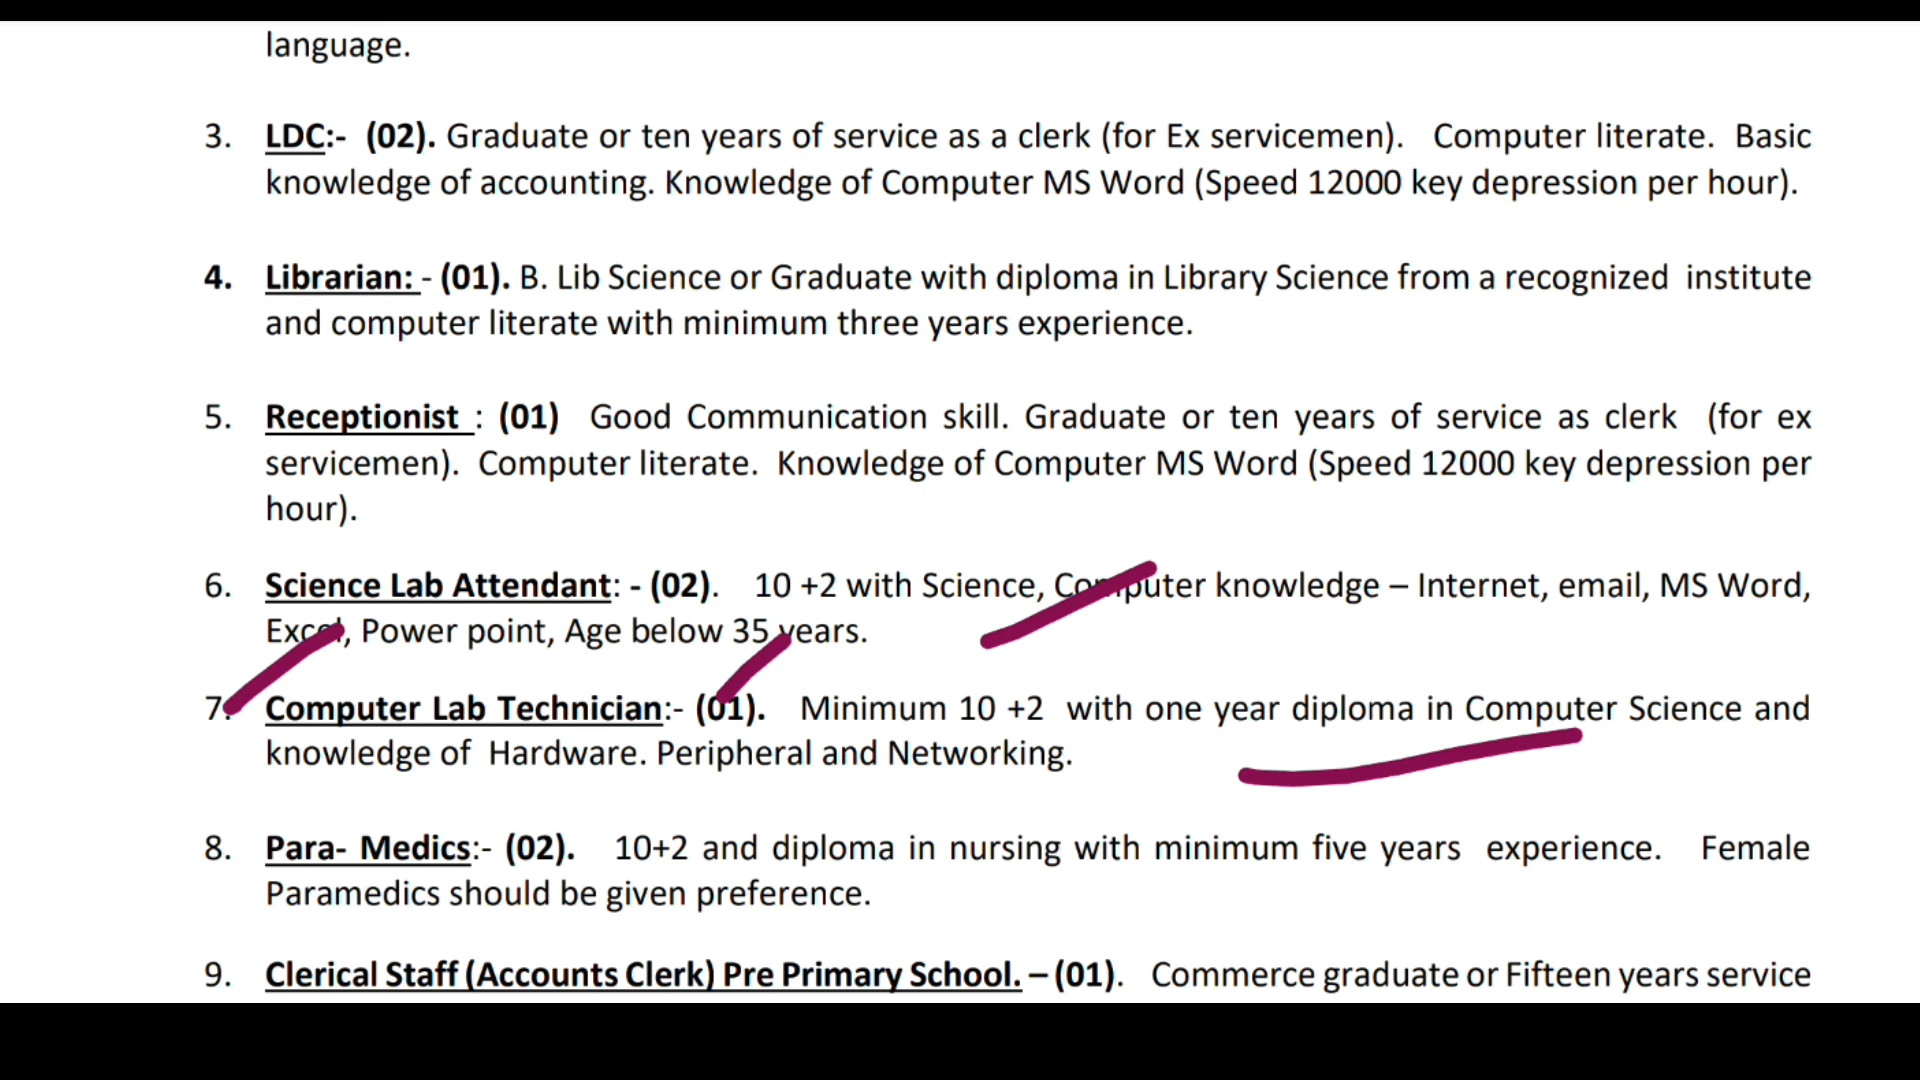 language.
3. LDC:- (02). Graduate or ten years of service as a clerk (for Ex servicemen). Computer literate. Basic
knowledge of accounting. Knowledge of Computer MS Word (Speed 12000 key depression per hour).
4. Librarian: - (01). B. Lib Science or Graduate with diploma in Library Science from a recognized institute
and computer literate with minimum three years experience.
5. Receptionist : (01) Good Communication skill. Graduate or ten years of service as clerk (for ex
servicemen). Computer literate. Knowledge of Computer MS Word (Speed 12000 key depression per
hour).
6. Science Lab Attendant: - (02). 10 +2 with Science, Computer knowledge – Internet, email, MS Word,
Excel, Power point, Age below 35 years.
7. Computer Lab Technician:- (01). Minimum 10 +2 with one year diploma in Computer Science and
knowledge of Hardware. Peripheral and Networking.
8. Para- Medics:- (02). 10+2 and diploma in nursing with minimum five years experience. Female
Paramedics should be given preference.
9. Clerical Staff (Accounts Clerk) Pre Primary School. – (01). Commerce graduate or Fifteen years service